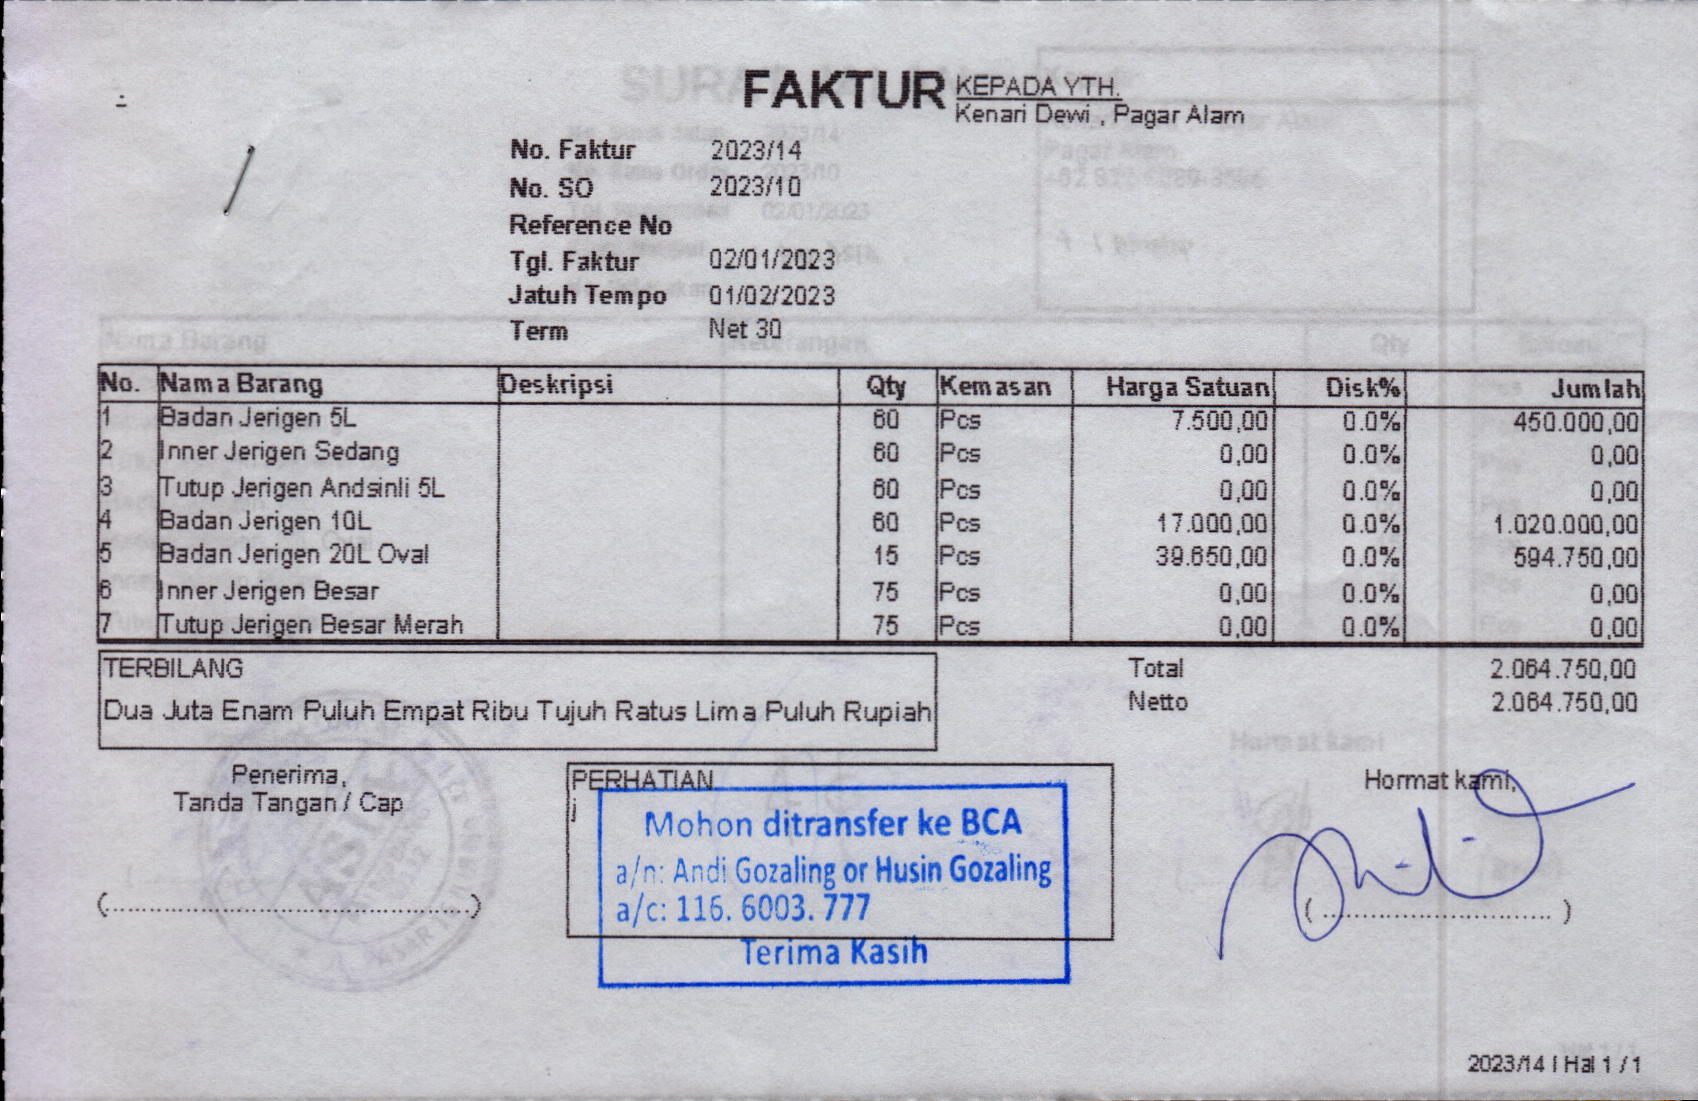 FAKTUR
KEPADA YTH.
Kenari Dewi , Pagar Alam
No. Faktur 2023/14
No. SO 2023/10
Reference No
Tgl. Faktur 02/01/2023
Jatuh Tempo 01/02/2023
Term Net 30
No. Nama Barang Deskripsi Qty Kemasan Harga Satuan Disk% Jumlah
1 Badan Jerigen 5L 60 Pcs 7.500,00 0.0% 450.000,00
2 Inner Jerigen Sedang 60 Pcs 0,00 0.0% 0,00
3 Tutup Jerigen Andsinli 5L 60 Pcs 0,00 0.0% 0,00
4 Badan Jerigen 10L 60 Pcs 17.000,00 0.0% 1.020.000,00
5 Badan Jerigen 20L Oval 15 Pcs 39.650,00 0.0% 594.750,00
6 Inner Jerigen Besar 75 Pcs 0,00 0.0% 0,00
7 Tutup Jerigen Besar Merah 75 Pcs 0,00 0.0% 0,00
TERBILANG
Dua Juta Enam Puluh Empat Ribu Tujuh Ratus Lima Puluh Rupiah
Total 2.064.750,00
Netto 2.064.750,00
Penerima,
Tanda Tangan / Cap
(..........................................)
PERHATIAN
j
Mohon ditransfer ke BCA
a/n: Andi Gozaling or Husin Gozaling
a/c: 116. 6003. 777
Terima Kasih
Hormat kami,
( ............................ )
2023/14 | Hal 1 / 1